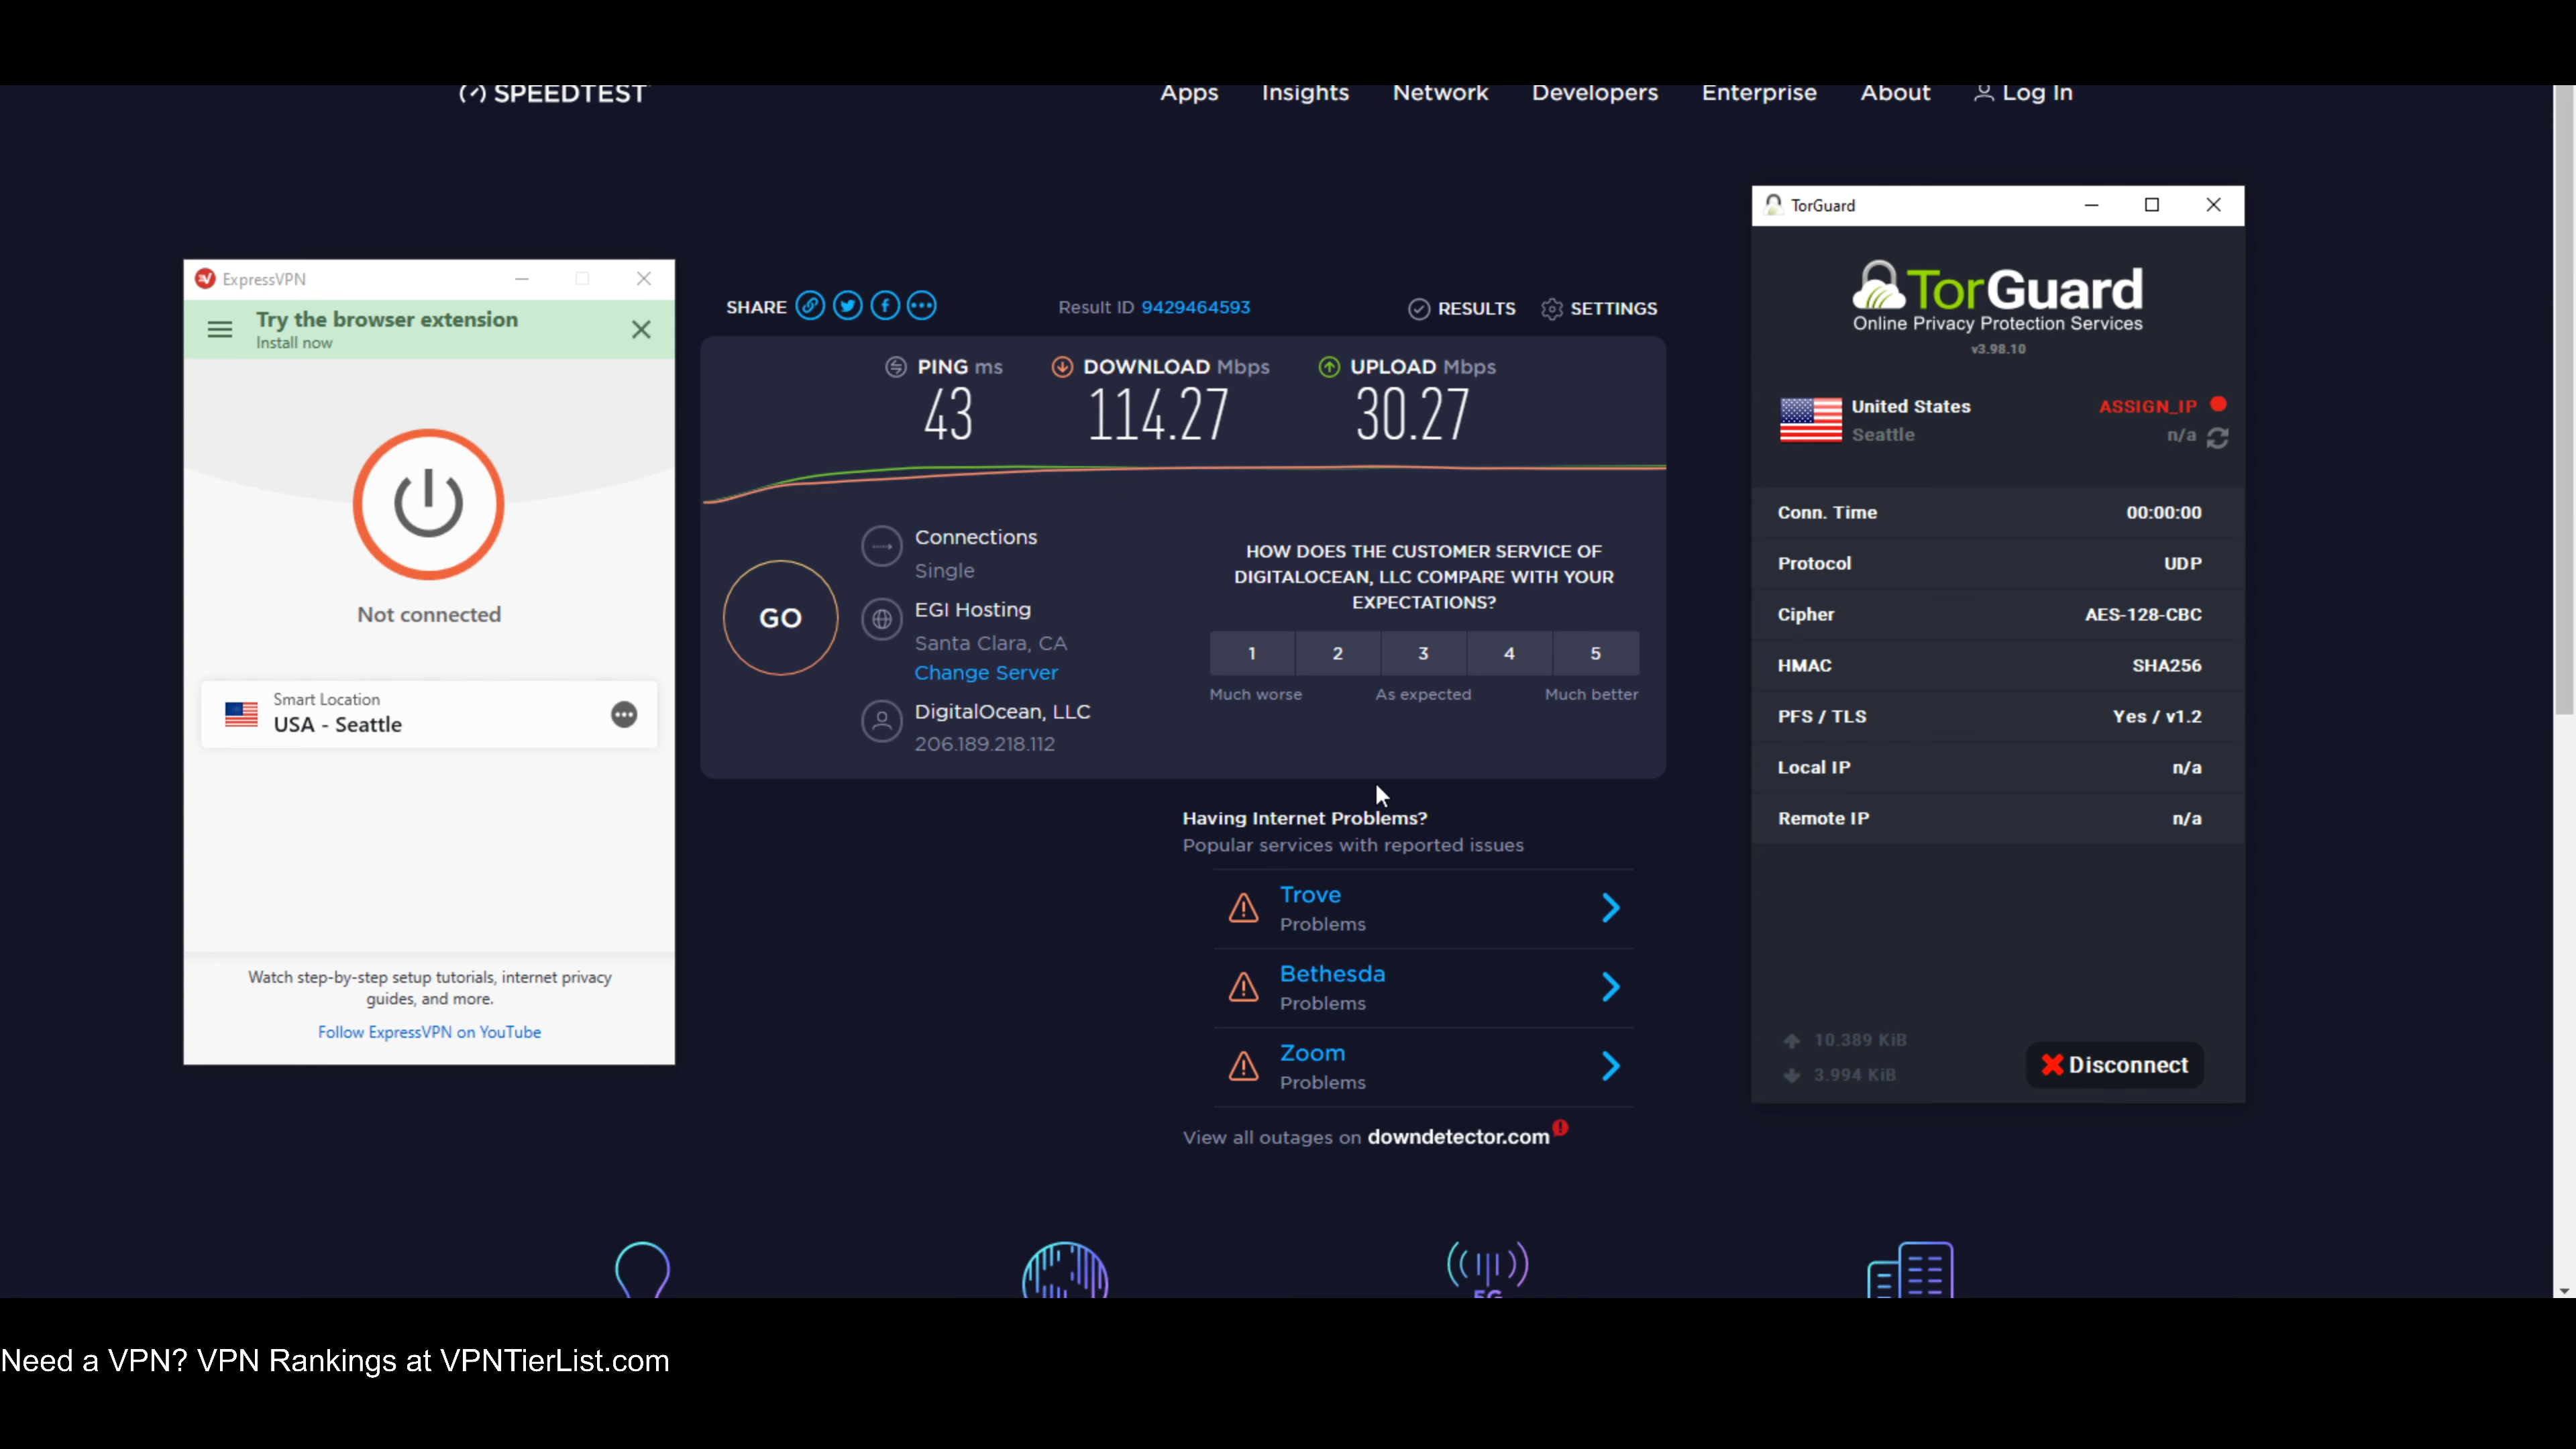 SPEEDTEST
Apps Insights Network Developers Enterprise About Log In
ExpressVPN
Try the browser extension
Install now
Not connected
Smart Location
USA - Seattle
Watch step-by-step setup tutorials, internet privacy
guides, and more.
Follow ExpressVPN on YouTube
SHARE
Result ID 9429464593
RESULTS
SETTINGS
PING ms
43
DOWNLOAD Mbps
114.27
UPLOAD Mbps
30.27
GO
Connections
Single
EGI Hosting
Santa Clara, CA
Change Server
DigitalOcean, LLC
206.189.218.112
HOW DOES THE CUSTOMER SERVICE OF
DIGITALOCEAN, LLC COMPARE WITH YOUR
EXPECTATIONS?
1 2 3 4 5
Much worse As expected Much better
Having Internet Problems?
Popular services with reported issues
Trove
Problems
Bethesda
Problems
Zoom
Problems
View all outages on downdetector.com
5G
TorGuard
TorGuard
Online Privacy Protection Services
v3.98.10
United States ASSIGN_IP
Seattle n/a
Conn. Time 00:00:00
Protocol UDP
Cipher AES-128-CBC
HMAC SHA256
PFS / TLS Yes / v1.2
Local IP n/a
Remote IP n/a
10.389 KiB
3.994 KiB
Disconnect
Need a VPN? VPN Rankings at VPNTierList.com